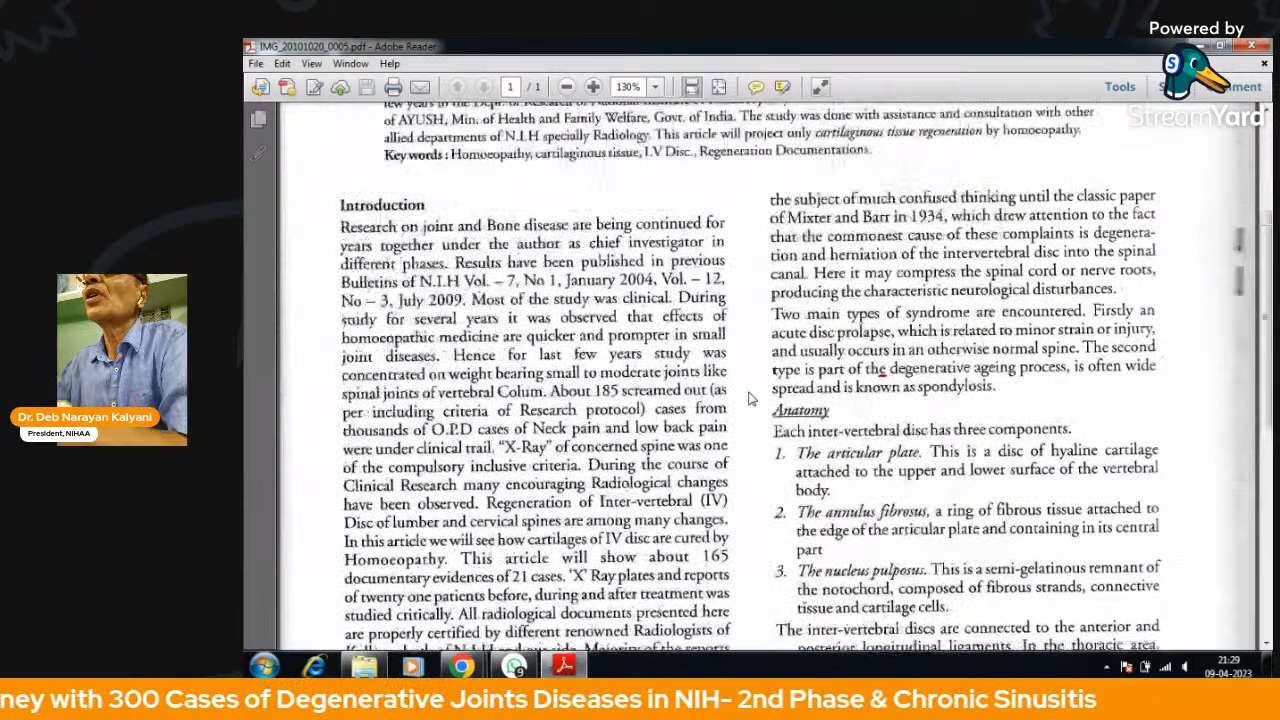 Powered by
StreamYard
IMG_20101020_0005.pdf - Adobe Reader
File Edit View Window Help
1 / 1 130% Tools
few years in the Dept. of Research of National Institute of
of AYUSH, Min. of Health and Family Welfare, Govt. of India. The study was done with assistance and consultation with other
allied departments of N.I.H specially Radiology. This article will project only cartilaginous tissue regeneration by homoeopathy.
Key words : Homoeopathy, cartilaginous tissue, I.V Disc., Regeneration Documentations.
Introduction
Research on joint and Bone disease are being continued for
years together under the author as chief investigator in
different phases. Results have been published in previous
Bulletins of N.I.H Vol. – 7, No 1, January 2004, Vol. – 12,
No – 3, July 2009. Most of the study was clinical. During
study for several years it was observed that effects of
homoeopathic medicine are quicker and prompter in small
joint diseases. Hence for last few years study was
concentrated on weight bearing small to moderate joints like
spinal joints of vertebral Colum. About 185 screamed out (as
per including criteria of Research protocol) cases from
thousands of O.P.D cases of Neck pain and low back pain
were under clinical trail. “X-Ray” of concerned spine was one
of the compulsory inclusive criteria. During the course of
Clinical Research many encouraging Radiological changes
have been observed. Regeneration of Inter-vertebral (IV)
Disc of lumber and cervical spines are among many changes.
In this article we will see how cartilages of IV disc are cured by
Homoeopathy. This article will show about 165
documentary evidences of 21 cases. 'X' Ray plates and reports
of twenty one patients before, during and after treatment was
studied critically. All radiological documents presented here
are properly certified by different renowned Radiologists of
the subject of much confused thinking until the classic paper
of Mixter and Barr in 1934, which drew attention to the fact
that the commonest cause of these complaints is degenera-
tion and herniation of the intervertebral disc into the spinal
canal. Here it may compress the spinal cord or nerve roots,
producing the characteristic neurological disturbances.
Two main types of syndrome are encountered. Firstly an
acute disc prolapse, which is related to minor strain or injury,
and usually occurs in an otherwise normal spine. The second
type is part of the degenerative ageing process, is often wide
spread and is known as spondylosis.
Anatomy
Each inter-vertebral disc has three components.
1. The articular plate. This is a disc of hyaline cartilage
attached to the upper and lower surface of the vertebral
body.
2. The annulus fibrosus, a ring of fibrous tissue attached to
the edge of the articular plate and containing in its central
part
3. The nucleus pulposus. This is a semi-gelatinous remnant of
the notochord, composed of fibrous strands, connective
tissue and cartilage cells.
The inter-vertebral discs are connected to the anterior and
posterior longitudinal ligaments. In the thoracic area
Dr. Deb Narayan Kalyani
President, NIHAA
21:29
09-04-2023
ney with 300 Cases of Degenerative Joints Diseases in NIH- 2nd Phase & Chronic Sinusitis